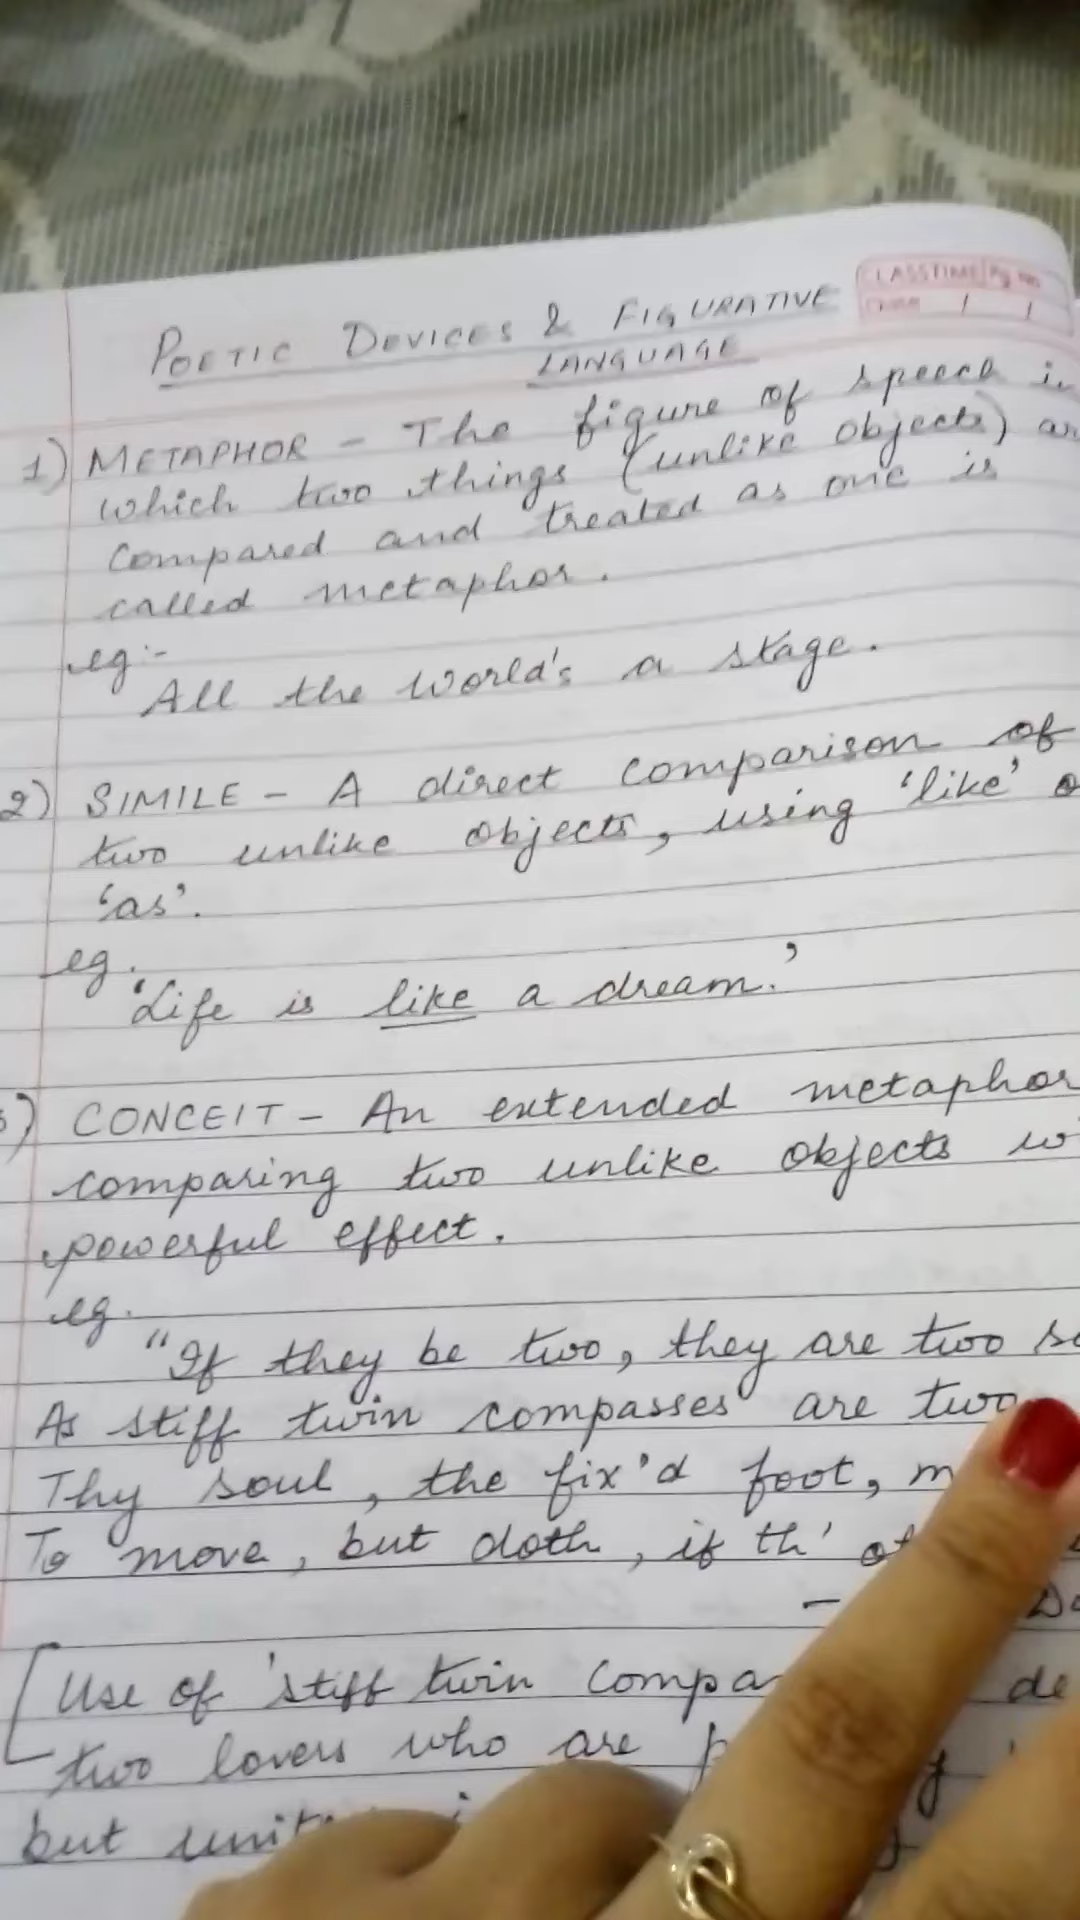 CLASSTIME Pg No.
POETIC DEVICES & FIGURATIVE
LANGUAGE
1) METAPHOR - The figure of speech in
which two things (unlike objects)
compared and treated as one is
called metaphor.
eg:-
All the world's a stage.
2) SIMILE - A direct comparison of
two unlike objects, using 'like'
'as'.
eg.
'Life is like a dream.'
CONCEIT - An extended metaphor
comparing two unlike objects
powerful effect.
eg.
"If they be two, they are two
As stiff twin compasses are two
Thy soul, the fix'd foot,
To move, but doth, if th'
-
[Use of 'stiff twin
two lovers who are
but